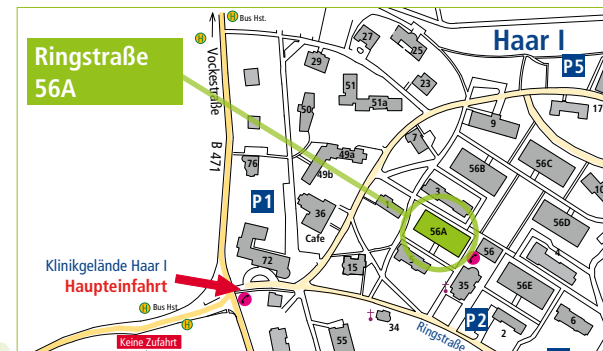 H Bus Hst.
H
Haar I
P5
Ringstraße
56A
Vockestraße
B 471
27
25
29
23
51
51a
50
17
9
7
49a
49b
76
56B
56C
3
1
P1
36
Cafe
56A
56D
56
4
72
15
35
56E
Klinikgelände Haar I
Haupteinfahrt
H Bus Hst.
H
Keine Zufahrt
55
34
Ringstraße
P2
2
6